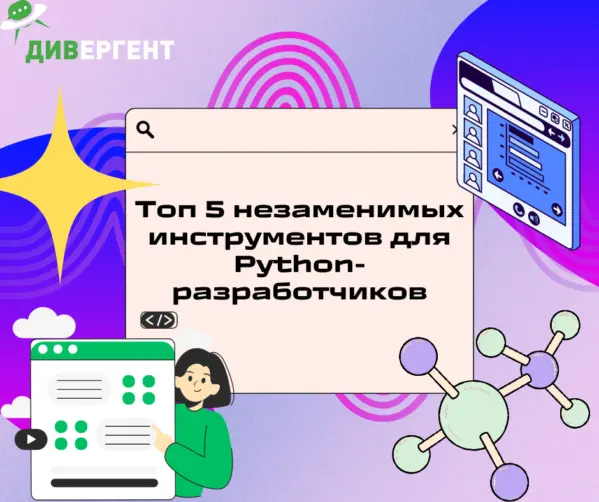 ДИВЕРГЕНТ
Топ 5 незаменимых
инструментов для
Python-
разработчиков
</>